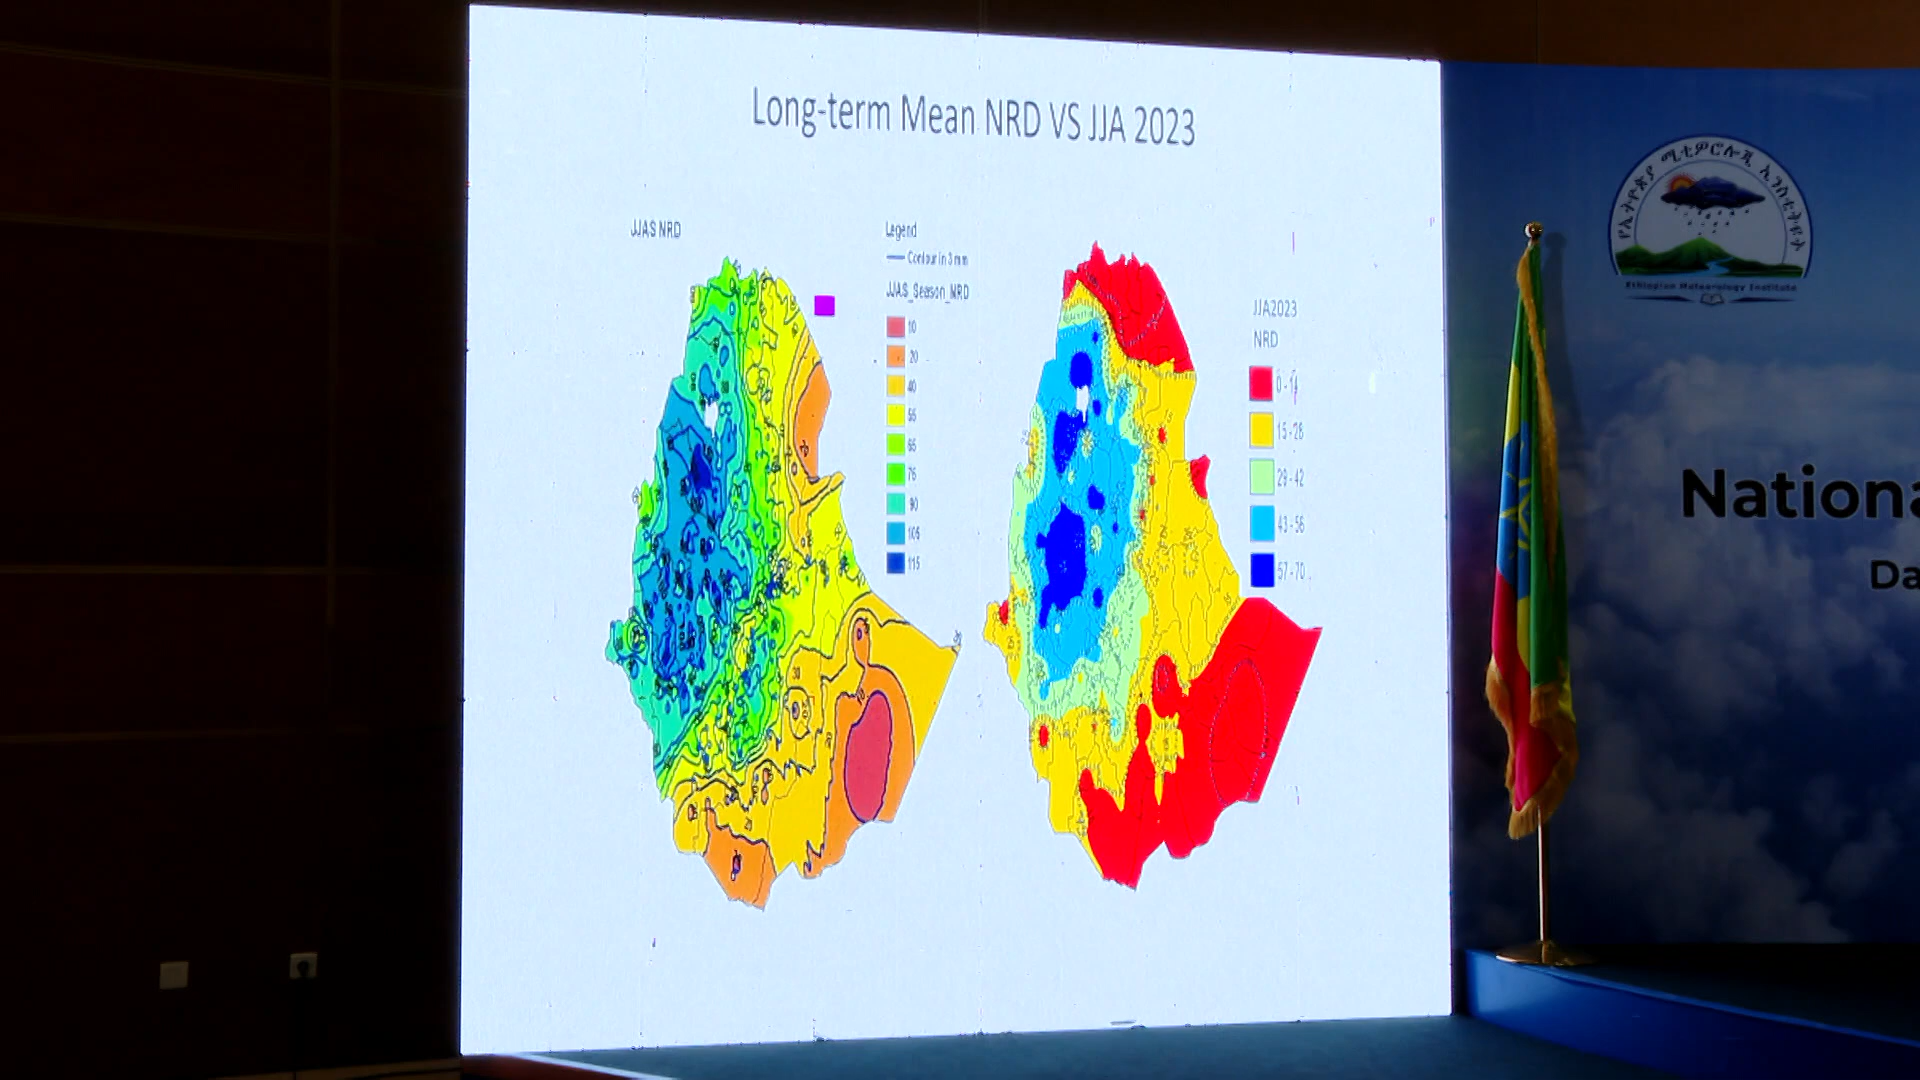 Long-term Mean NRD VS JJA 2023
JJAS NRD
Legend
Contour in 3 mm
JJAS_Season_NRD
10
20
40
55
65
75
90
105
115
JJA2023
NRD
0 - 14
15 - 28
29 - 42
43 - 56
57 - 70
የኢትዮጵያ ሚቲዎሮሎጂ ኢንስቲትዩት
Ethiopian Meteorology Institute
Nationa
Da